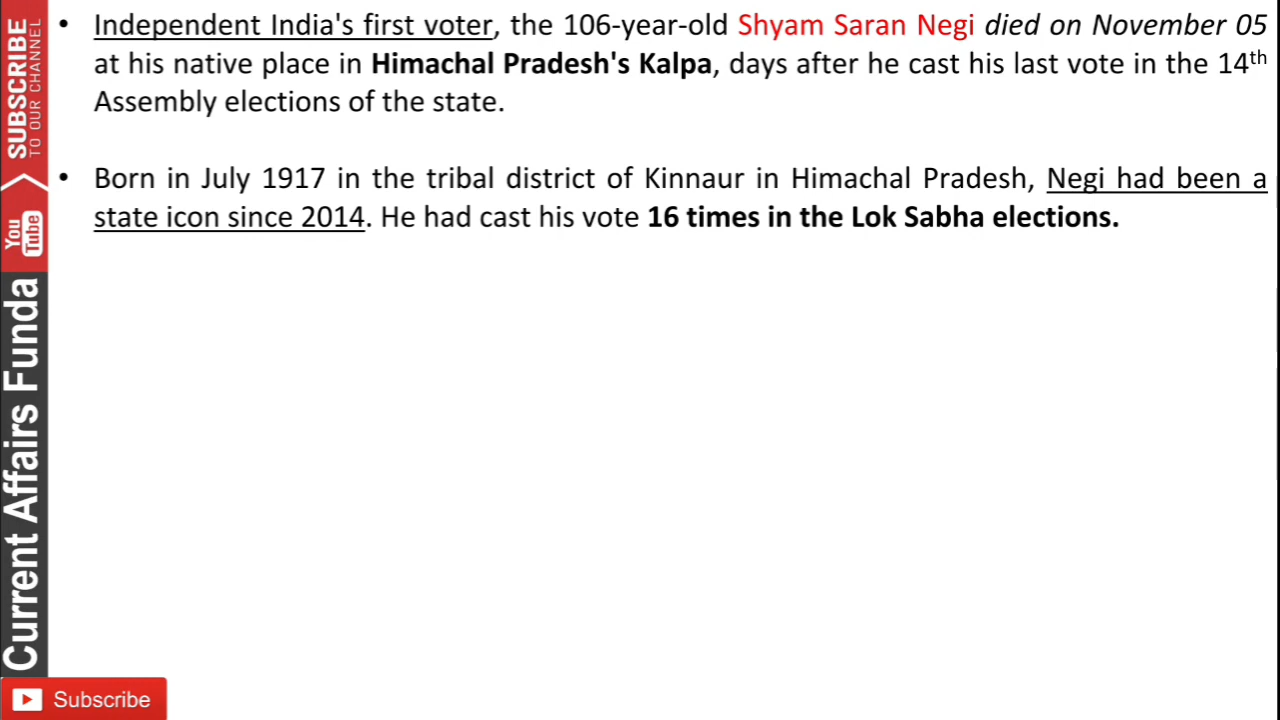 • Independent India's first voter, the 106-year-old Shyam Saran Negi died on November 05
at his native place in Himachal Pradesh's Kalpa, days after he cast his last vote in the 14th
Assembly elections of the state.
• Born in July 1917 in the tribal district of Kinnaur in Himachal Pradesh, Negi had been a
state icon since 2014. He had cast his vote 16 times in the Lok Sabha elections.
SUBSCRIBE
TO OUR CHANNEL
You
Tube
Current Affairs Funda
Subscribe